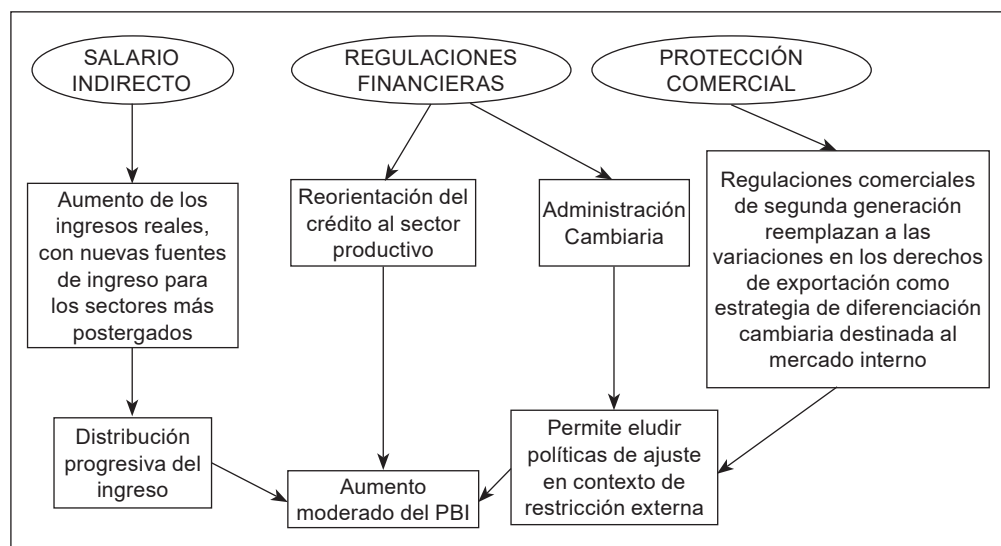 SALARIO
INDIRECTO
REGULACIONES
FINANCIERAS
PROTECCIÓN
COMERCIAL
Aumento de los
ingresos reales,
con nuevas fuentes
de ingreso para
los sectores más
postergados
Reorientación del
crédito al sector
productivo
Administración
Cambiaria
Regulaciones comerciales
de segunda generación
reemplazan a las
variaciones en los derechos
de exportación como
estrategia de diferenciación
cambiaria destinada al
mercado interno
Distribución
progresiva del
ingreso
Aumento
moderado del PBI
Permite eludir
políticas de ajuste
en contexto de
restricción externa